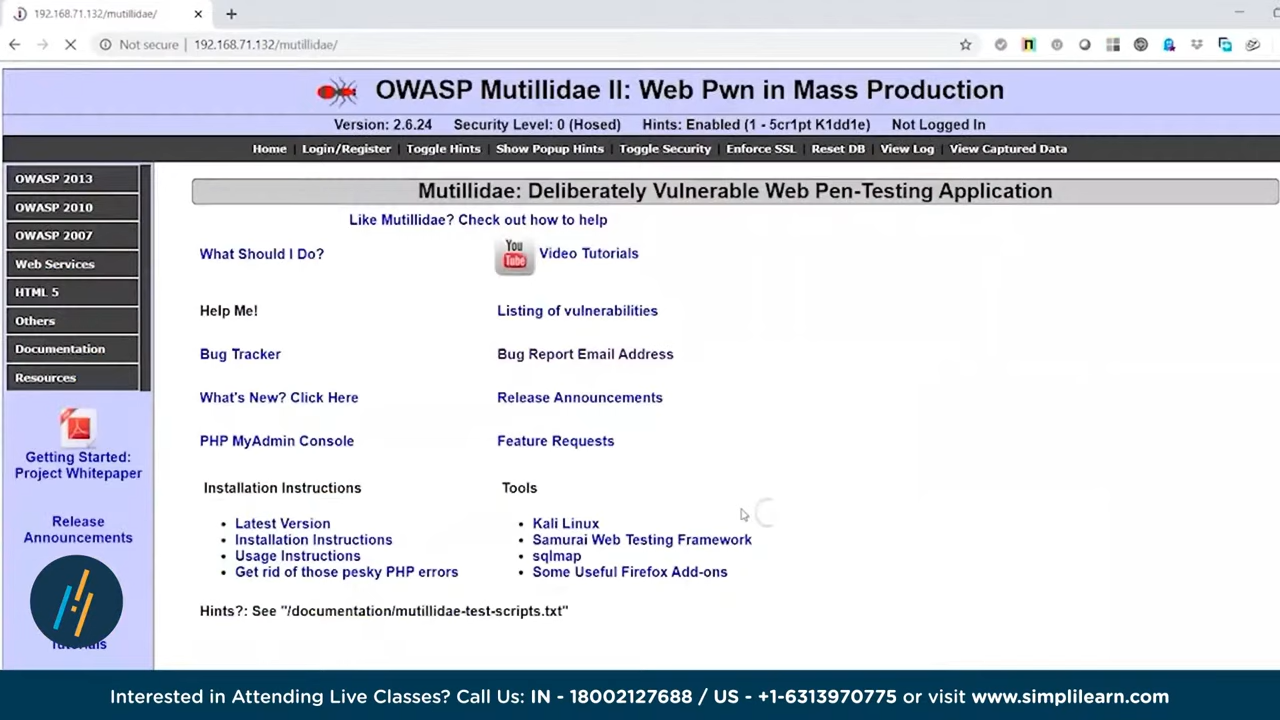 192.168.71.132/mutillidae/
Not secure | 192.168.71.132/mutillidae/
OWASP Mutillidae II: Web Pwn in Mass Production
Version: 2.6.24 Security Level: 0 (Hosed) Hints: Enabled (1 - 5cr1pt K1dd1e) Not Logged In
Home | Login/Register | Toggle Hints | Show Popup Hints | Toggle Security | Enforce SSL | Reset DB | View Log | View Captured Data
OWASP 2013
OWASP 2010
OWASP 2007
Web Services
HTML 5
Others
Documentation
Resources
Getting Started:
Project Whitepaper
Release
Announcements
Tutorials
Mutillidae: Deliberately Vulnerable Web Pen-Testing Application
Like Mutillidae? Check out how to help
What Should I Do?
You
Tube
Video Tutorials
Help Me!
Listing of vulnerabilities
Bug Tracker
Bug Report Email Address
What's New? Click Here
Release Announcements
PHP MyAdmin Console
Feature Requests
Installation Instructions
• Latest Version
• Installation Instructions
• Usage Instructions
• Get rid of those pesky PHP errors
Tools
• Kali Linux
• Samurai Web Testing Framework
• sqlmap
• Some Useful Firefox Add-ons
Hints?: See "/documentation/mutillidae-test-scripts.txt"
Interested in Attending Live Classes? Call Us: IN - 18002127688 / US - +1-6313970775 or visit www.simplilearn.com